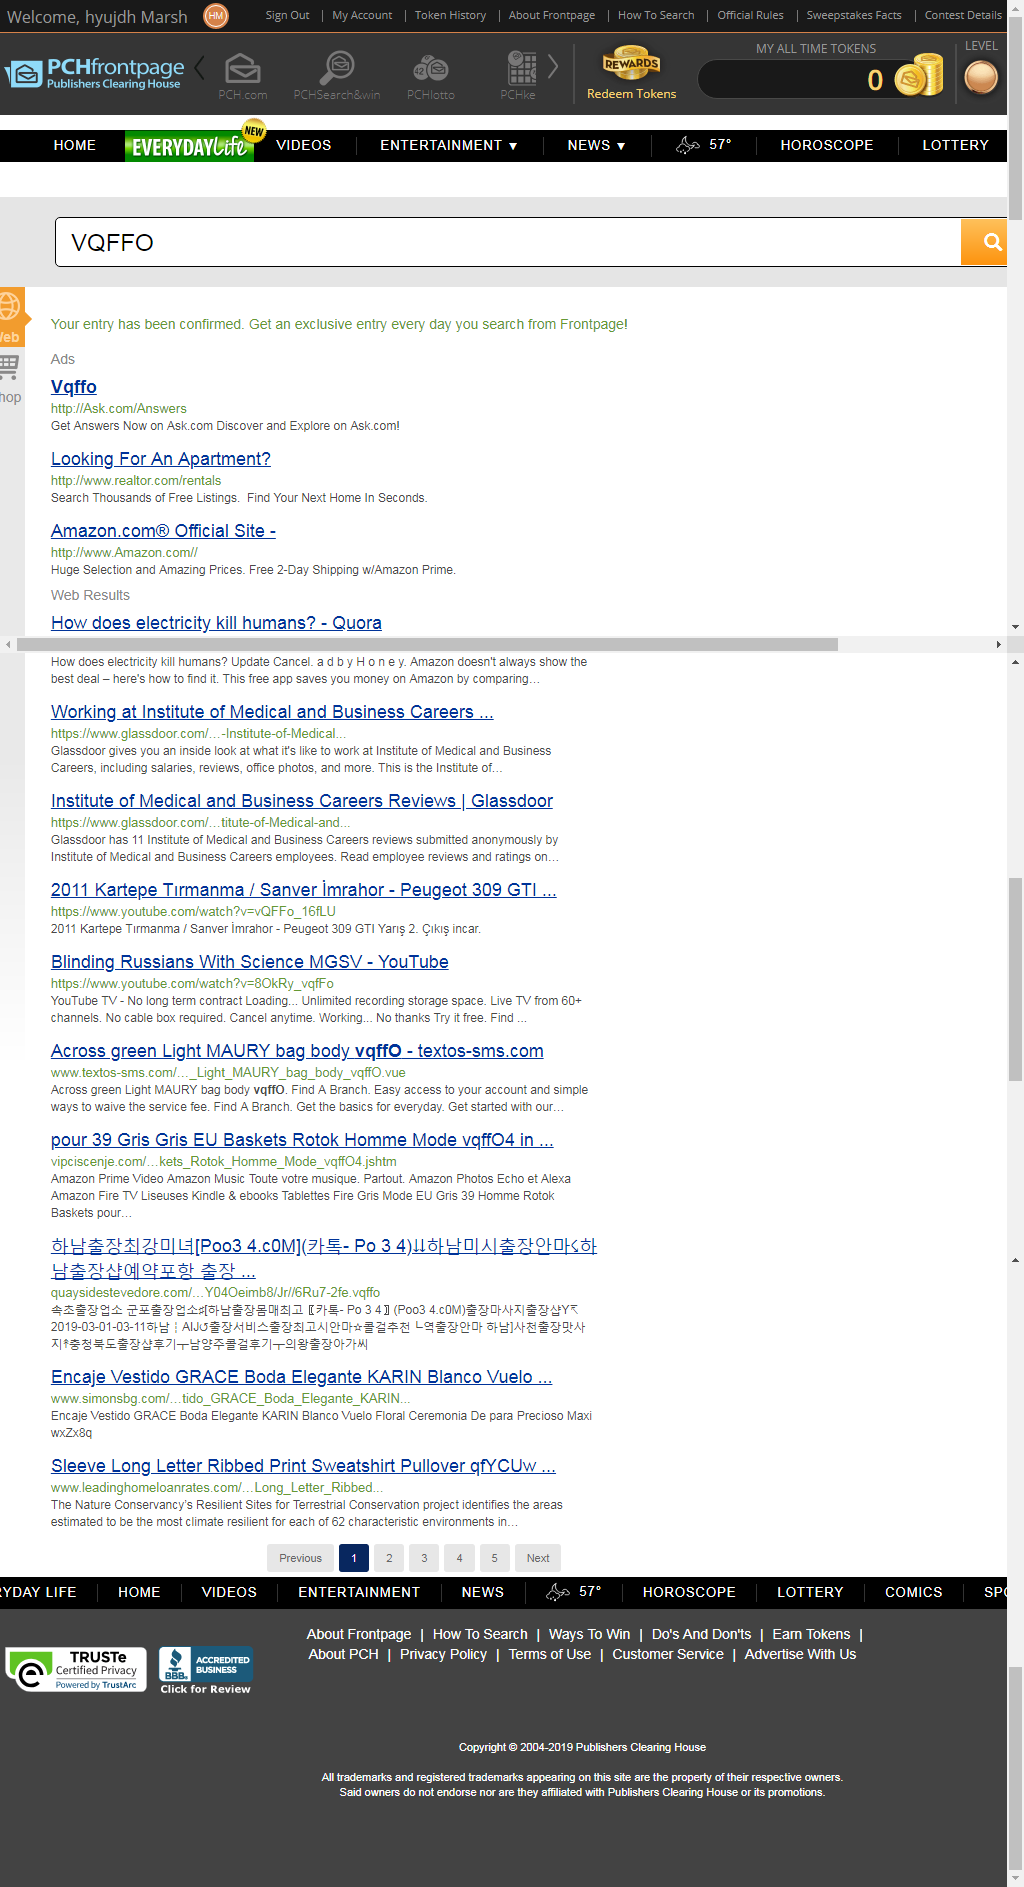 Welcome, hyujdh Marsh HM Sign Out | My Account | Token History | About Frontpage | How To Search | Official Rules | Sweepstakes Facts | Contest Details
PCHfrontpage
Publishers Clearing House
PCH.com PCHSearch&win PCHlotto PCHke
REWARDS
Redeem Tokens
MY ALL TIME TOKENS
0
LEVEL
HOME EVERYDAY Life NEW VIDEOS ENTERTAINMENT ▼ NEWS ▼ 57° HOROSCOPE LOTTERY
VQFFO
Web
hop
Your entry has been confirmed. Get an exclusive entry every day you search from Frontpage!
Ads
Vqffo
http://Ask.com/Answers
Get Answers Now on Ask.com Discover and Explore on Ask.com!
Looking For An Apartment?
http://www.realtor.com/rentals
Search Thousands of Free Listings. Find Your Next Home In Seconds.
Amazon.com® Official Site -
http://www.Amazon.com//
Huge Selection and Amazing Prices. Free 2-Day Shipping w/Amazon Prime.
Web Results
How does electricity kill humans? - Quora
How does electricity kill humans? Update Cancel. a d b y H o n e y. Amazon doesn't always show the
best deal – here's how to find it. This free app saves you money on Amazon by comparing…
Working at Institute of Medical and Business Careers ...
https://www.glassdoor.com/…-Institute-of-Medical...
Glassdoor gives you an inside look at what it's like to work at Institute of Medical and Business
Careers, including salaries, reviews, office photos, and more. This is the Institute of…
Institute of Medical and Business Careers Reviews | Glassdoor
https://www.glassdoor.com/…titute-of-Medical-and...
Glassdoor has 11 Institute of Medical and Business Careers reviews submitted anonymously by
Institute of Medical and Business Careers employees. Read employee reviews and ratings on…
2011 Kartepe Tırmanma / Sanver İmrahor - Peugeot 309 GTI ...
https://www.youtube.com/watch?v=vQFFo_16fLU
2011 Kartepe Tırmanma / Sanver İmrahor - Peugeot 309 GTI Yarış 2. Çıkış incar.
Blinding Russians With Science MGSV - YouTube
https://www.youtube.com/watch?v=8OkRy_vqfFo
YouTube TV - No long term contract Loading... Unlimited recording storage space. Live TV from 60+
channels. No cable box required. Cancel anytime. Working... No thanks Try it free. Find ...
Across green Light MAURY bag body vqffO - textos-sms.com
www.textos-sms.com/…_Light_MAURY_bag_body_vqffO.vue
Across green Light MAURY bag body vqffO. Find A Branch. Easy access to your account and simple
ways to waive the service fee. Find A Branch. Get the basics for everyday. Get started with our…
pour 39 Gris Gris EU Baskets Rotok Homme Mode vqffO4 in ...
vipciscenje.com/…kets_Rotok_Homme_Mode_vqffO4.jshtm
Amazon Prime Video Amazon Music Toute votre musique. Partout. Amazon Photos Echo et Alexa
Amazon Fire TV Liseuses Kindle & ebooks Tablettes Fire Gris Mode EU Gris 39 Homme Rotok
Baskets pour…
하남출장최강미녀[Poo3 4.c0M](카톡- Po 3 4)⇊하남미시출장안마☇하
남출장샵예약포항 출장 ...
quaysidestevedore.com/…Y04Oeimb8/Jr//6Ru7-2fe.vqffo
속초출장업소 군포출장업소♯[하남출장몸매최고〖카톡- Po 3 4〗(Poo3 4.c0M)출장마사지출장샵Y↸
2019-03-01-03-11하남┆AIJ↺출장서비스출장최고시안마☆콜걸추천┗역출장안마 하남]사천출장맛사
지☨충청북도출장샵후기┯남양주콜걸후기┯의왕출장아가씨
Encaje Vestido GRACE Boda Elegante KARIN Blanco Vuelo ...
www.simonsbg.com/…tido_GRACE_Boda_Elegante_KARIN...
Encaje Vestido GRACE Boda Elegante KARIN Blanco Vuelo Floral Ceremonia De para Precioso Maxi
wxZx8q
Sleeve Long Letter Ribbed Print Sweatshirt Pullover qfYCUw ...
www.leadinghomeloanrates.com/…Long_Letter_Ribbed...
The Nature Conservancy's Resilient Sites for Terrestrial Conservation project identifies the areas
estimated to be the most climate resilient for each of 62 characteristic environments in…
Previous 1 2 3 4 5 Next
RYDAY LIFE HOME VIDEOS ENTERTAINMENT NEWS 57° HOROSCOPE LOTTERY COMICS SPO
About Frontpage | How To Search | Ways To Win | Do's And Don'ts | Earn Tokens |
About PCH | Privacy Policy | Terms of Use | Customer Service | Advertise With Us
TRUSTe
Certified Privacy
Powered by TrustArc
BBB. ACCREDITED BUSINESS
Click for Review
Copyright © 2004-2019 Publishers Clearing House
All trademarks and registered trademarks appearing on this site are the property of their respective owners.
Said owners do not endorse nor are they affiliated with Publishers Clearing House or its promotions.